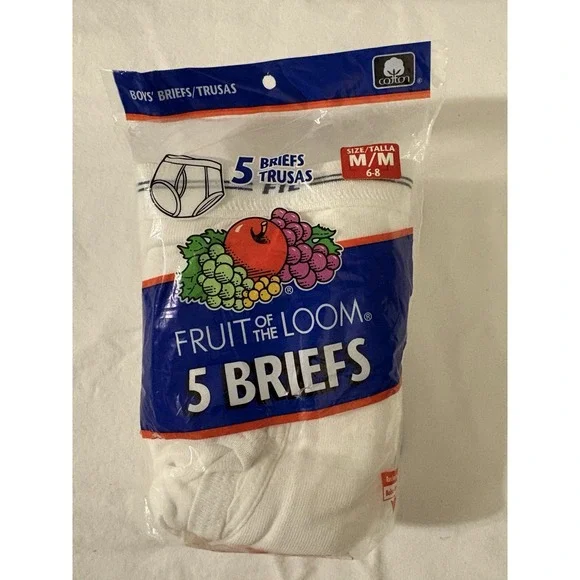 BOYS' BRIEFS/TRUSAS
cotton®
5 BRIEFS
TRUSAS
SIZE/TALLA
M/M
6-8
®
FRUIT OF THE LOOM®
5 BRIEFS